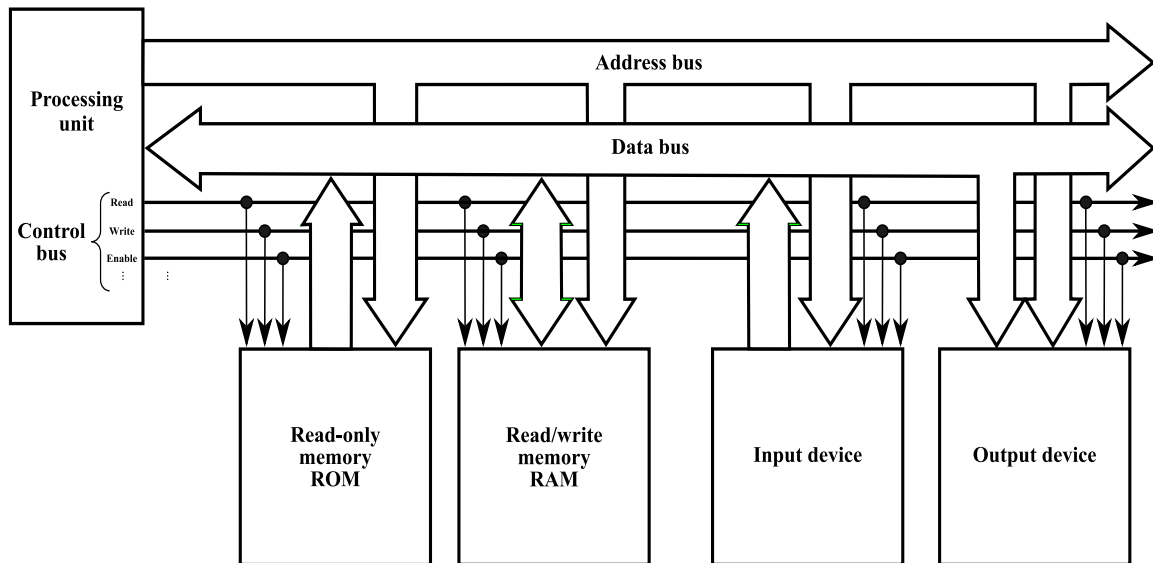 Address bus
Processing
unit
Data bus
Control
bus
Read
Write
Enable
Read-only
memory
ROM
Read/write
memory
RAM
Input device
Output device